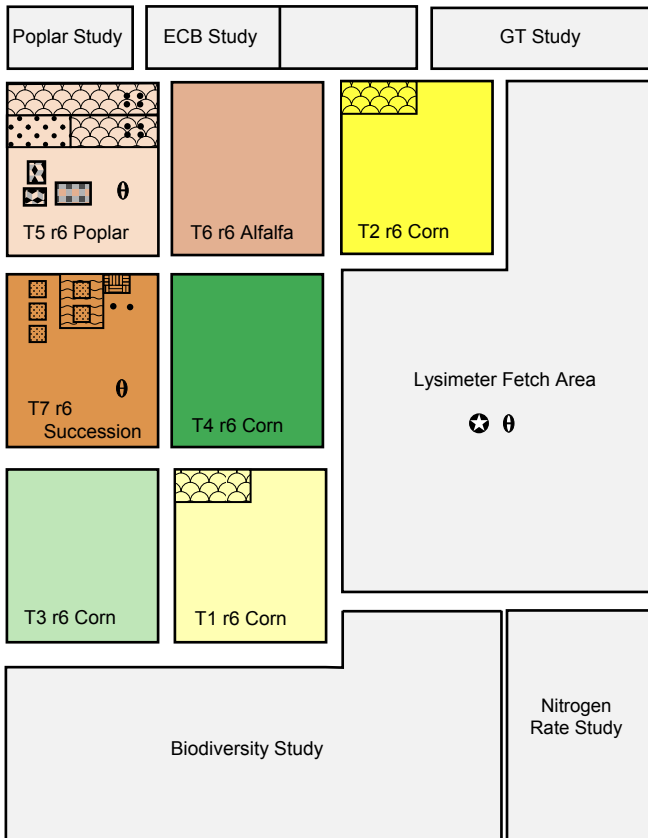 Poplar Study
ECB Study
GT Study
T5 r6 Poplar
T6 r6 Alfalfa
T2 r6 Corn
T7 r6
Succession
T4 r6 Corn
Lysimeter Fetch Area
T3 r6 Corn
T1 r6 Corn
Biodiversity Study
Nitrogen
Rate Study